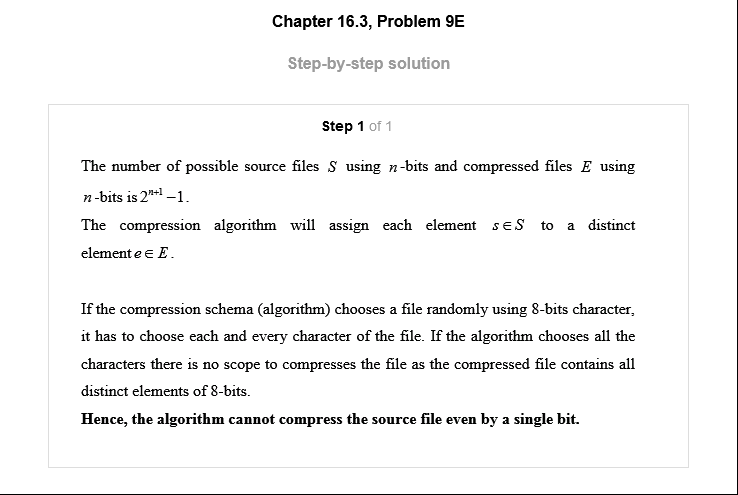 Chapter 16.3, Problem 9E
Step-by-step solution
Step 1 of 1
The number of possible source files S using n-bits and compressed files E using
n-bits is 2ⁿ⁺¹ −1.
The compression algorithm will assign each element s∈S to a distinct
element e∈E.
If the compression schema (algorithm) chooses a file randomly using 8-bits character,
it has to choose each and every character of the file. If the algorithm chooses all the
characters there is no scope to compresses the file as the compressed file contains all
distinct elements of 8-bits.
Hence, the algorithm cannot compress the source file even by a single bit.